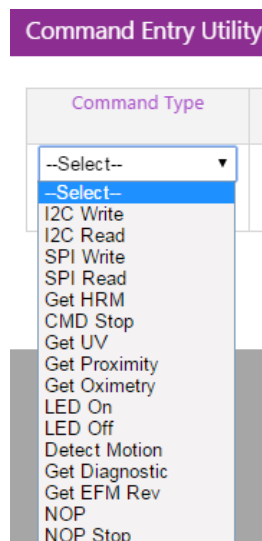 Command Entry Utility
Command Type
--Select--
--Select--
I2C Write
I2C Read
SPI Write
SPI Read
Get HRM
CMD Stop
Get UV
Get Proximity
Get Oximetry
LED On
LED Off
Detect Motion
Get Diagnostic
Get EFM Rev
NOP
NOP Stop